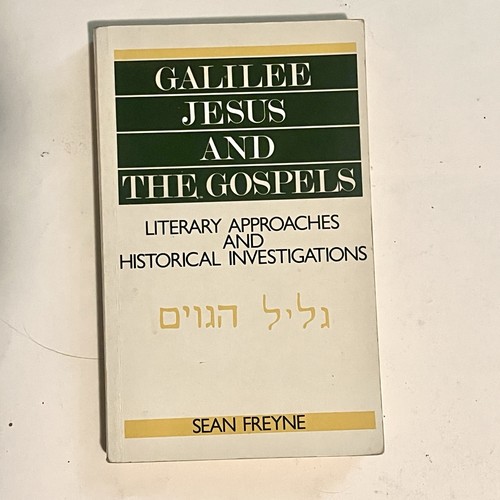 GALILEE
JESUS
AND
THE GOSPELS
LITERARY APPROACHES
AND
HISTORICAL INVESTIGATIONS
גליל הגוים
SEAN FREYNE